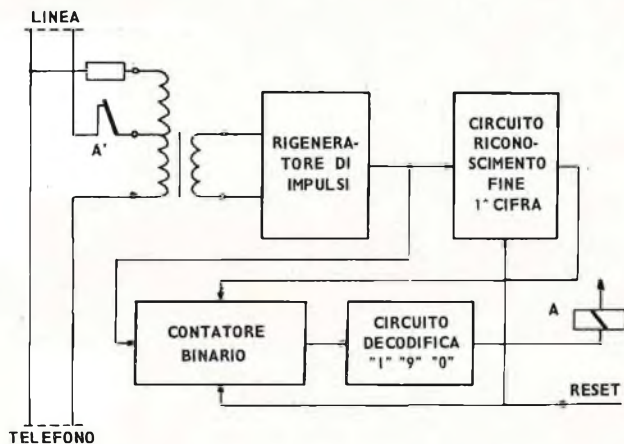 LINEA
A'
RIGENERA-
TORE DI
IMPULSI
CIRCUITO
RICONO-
SCIMENTO
FINE
1ª CIFRA
CONTATORE
BINARIO
CIRCUITO
DECODIFICA
"1" "9" "0"
A
RESET
TELEFONO